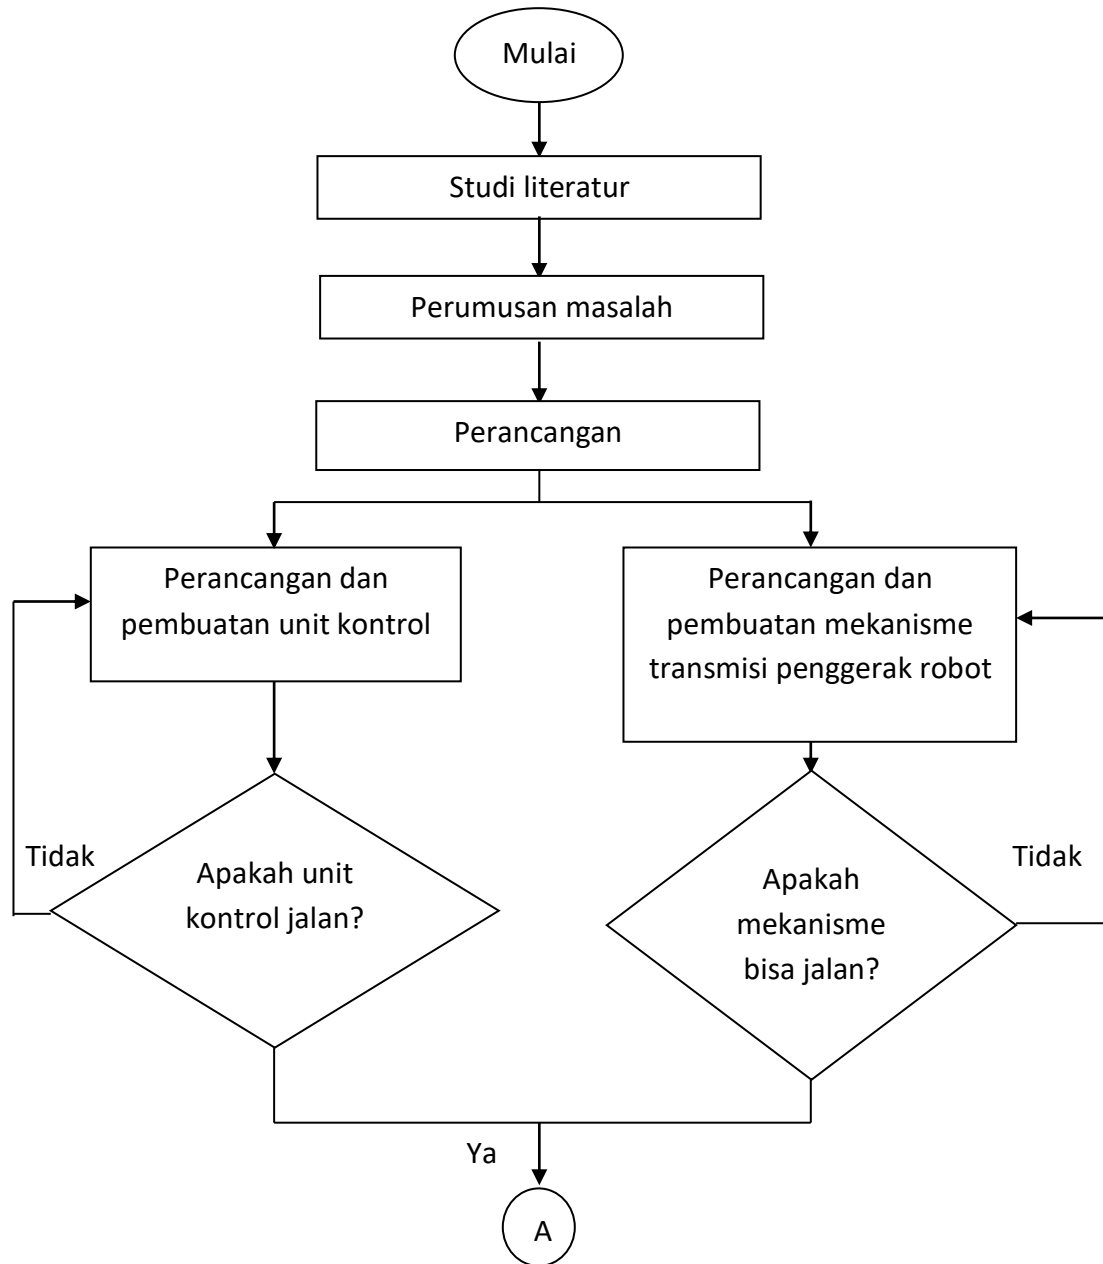 Mulai
Studi literatur
Perumusan masalah
Perancangan
Perancangan dan
pembuatan unit kontrol
Perancangan dan
pembuatan mekanisme
transmisi penggerak robot
Tidak
Apakah unit
kontrol jalan?
Apakah
mekanisme
bisa jalan?
Tidak
Ya
A